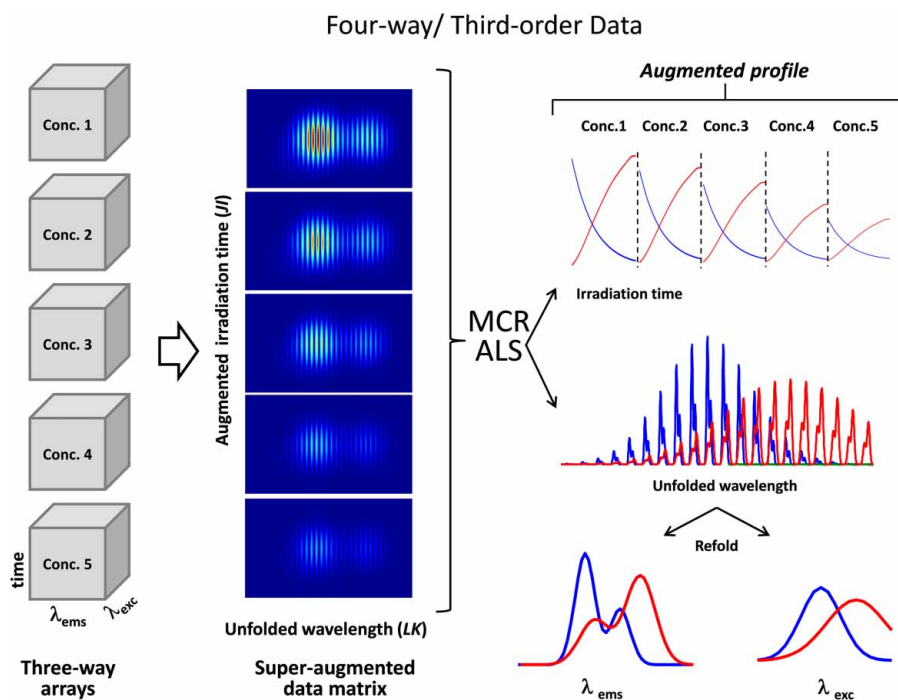 Four-way/ Third-order Data
Conc. 1
Conc. 2
Conc. 3
Conc. 4
Conc. 5
time
λems
λexc
Three-way
arrays
Augmented irradiation time (JI)
Unfolded wavelength (LK)
Super-augmented
data matrix
MCR
ALS
Augmented profile
Conc.1 Conc.2 Conc.3 Conc.4 Conc.5
Irradiation time
Unfolded wavelength
Refold
λ ems
λ exc